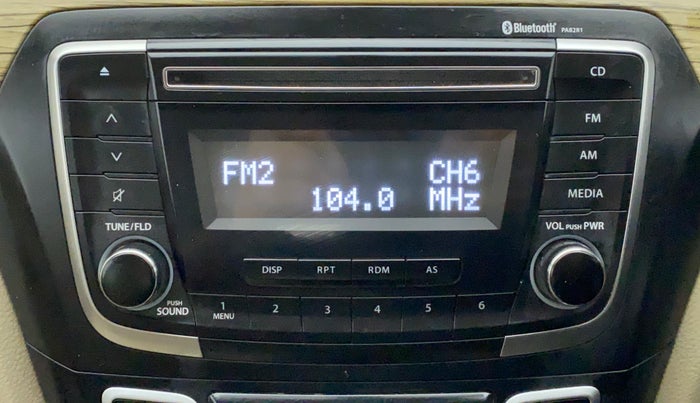 Bluetooth® PA8281
CD
FM
AM
MEDIA
FM2 CH6
104.0 MHz
TUNE/FLD
VOL PUSH PWR
DISP RPT RDM AS
PUSH
SOUND
1 2 3 4 5 6
MENU